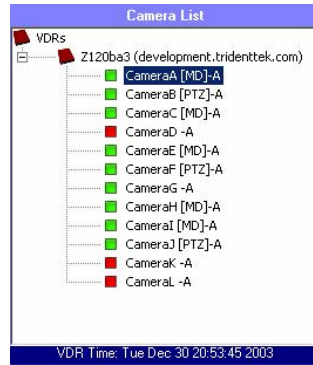 Camera List
VDRs
Z120ba3 (development.tridenttek.com)
CameraA [MD]-A
CameraB [PTZ]-A
CameraC [MD]-A
CameraD -A
CameraE [MD]-A
CameraF [PTZ]-A
CameraG -A
CameraH [MD]-A
CameraI [MD]-A
CameraJ [PTZ]-A
CameraK -A
CameraL -A
VDR Time: Tue Dec 30 20:53:45 2003